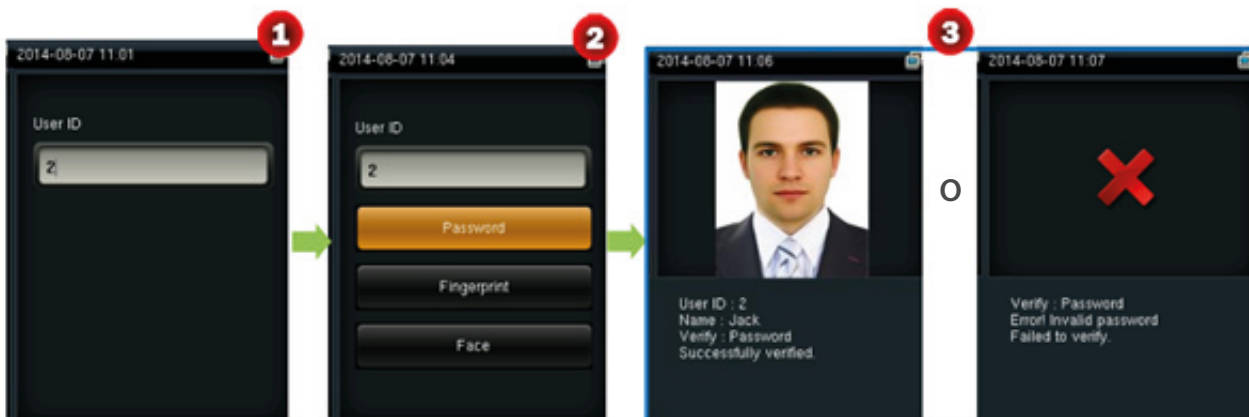 1
2014-08-07 11:01
User ID
2
2
2014-08-07 11:04
User ID
2
Password
Fingerprint
Face
3
2014-08-07 11:06
User ID : 2
Name : Jack
Verify : Password
Successfully verified.
o
2014-08-07 11:07
Verify : Password
Error! Invalid password
Failed to verify.